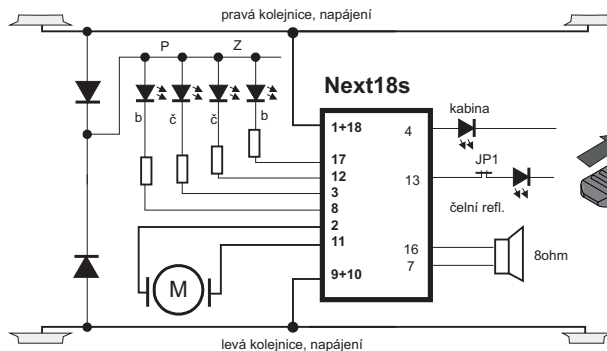 pravá kolejnice, napájení
P Z
b č č b
Next18s
1+18
17
12
3
8
2
11
9+10
4
13
16
7
kabina
JP1
čelní refl.
8ohm
M
levá kolejnice, napájení